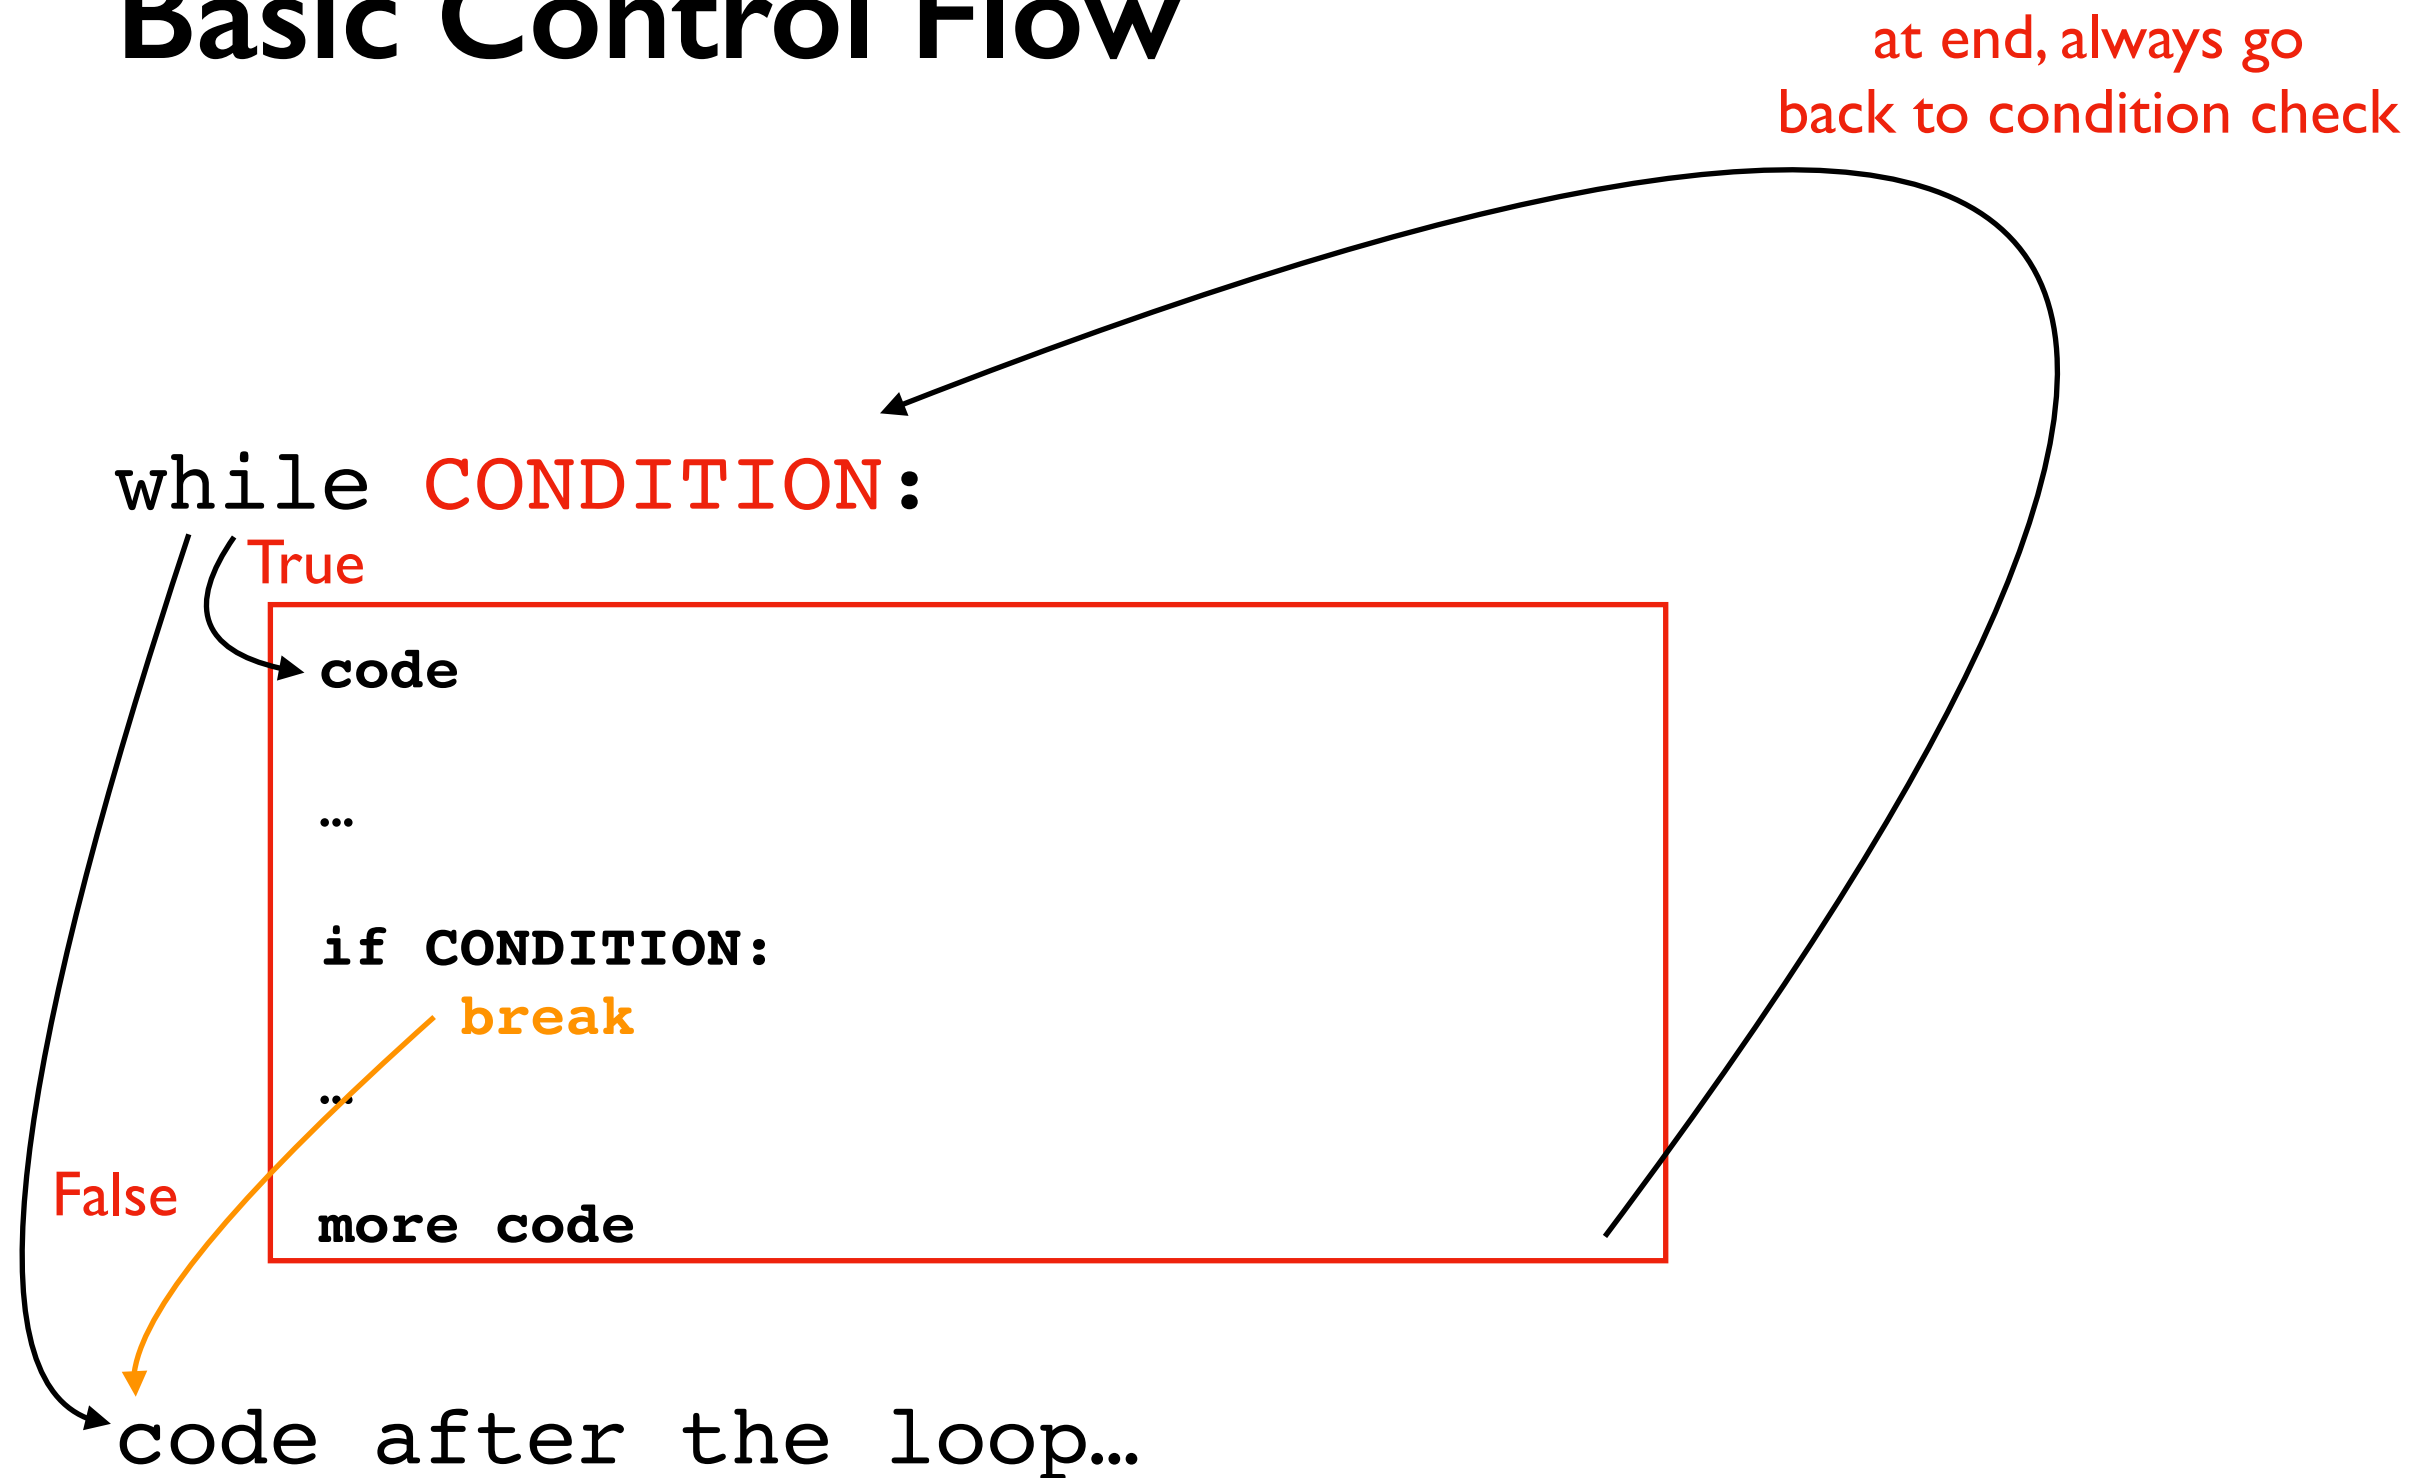 Basic Control Flow
at end, always go
back to condition check
while CONDITION:
True
code
…
if CONDITION:
break
…
False
more code
code after the loop…